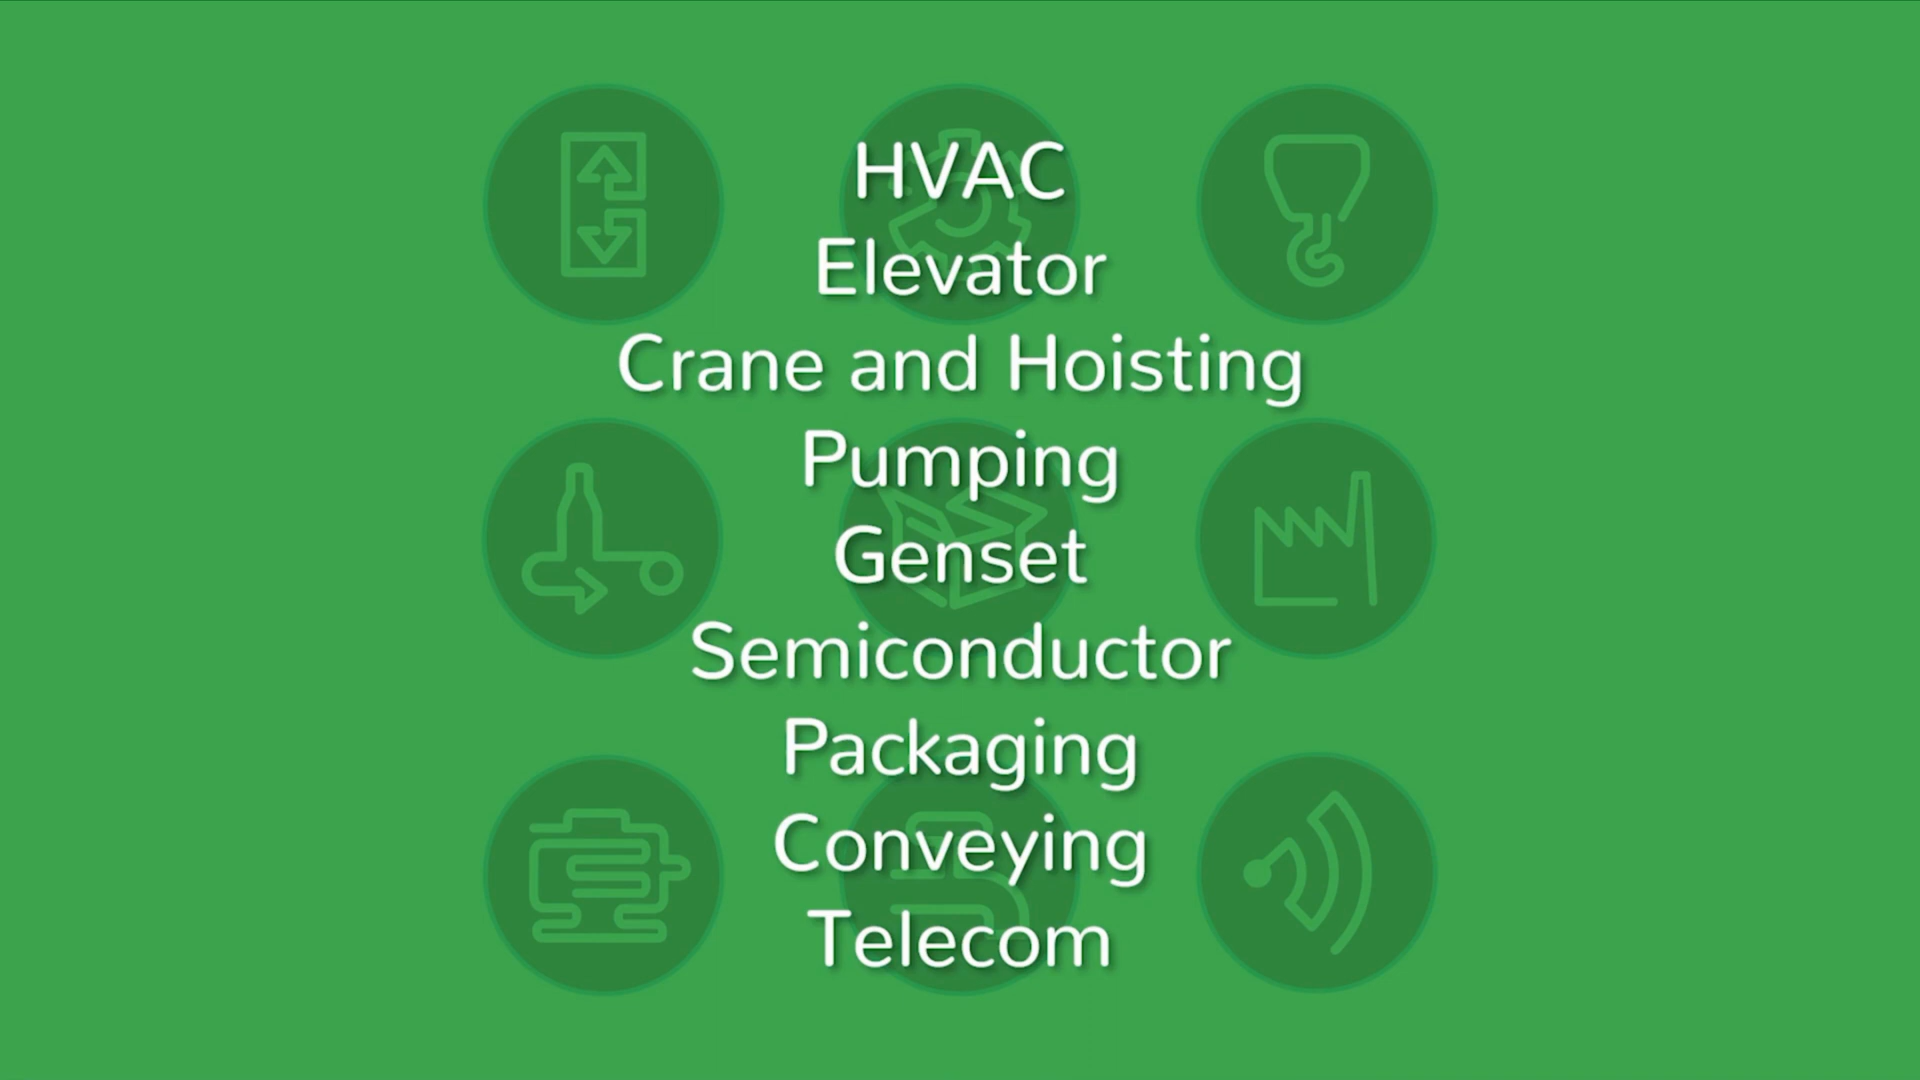 HVAC
Elevator
Crane and Hoisting
Pumping
Genset
Semiconductor
Packaging
Conveying
Telecom